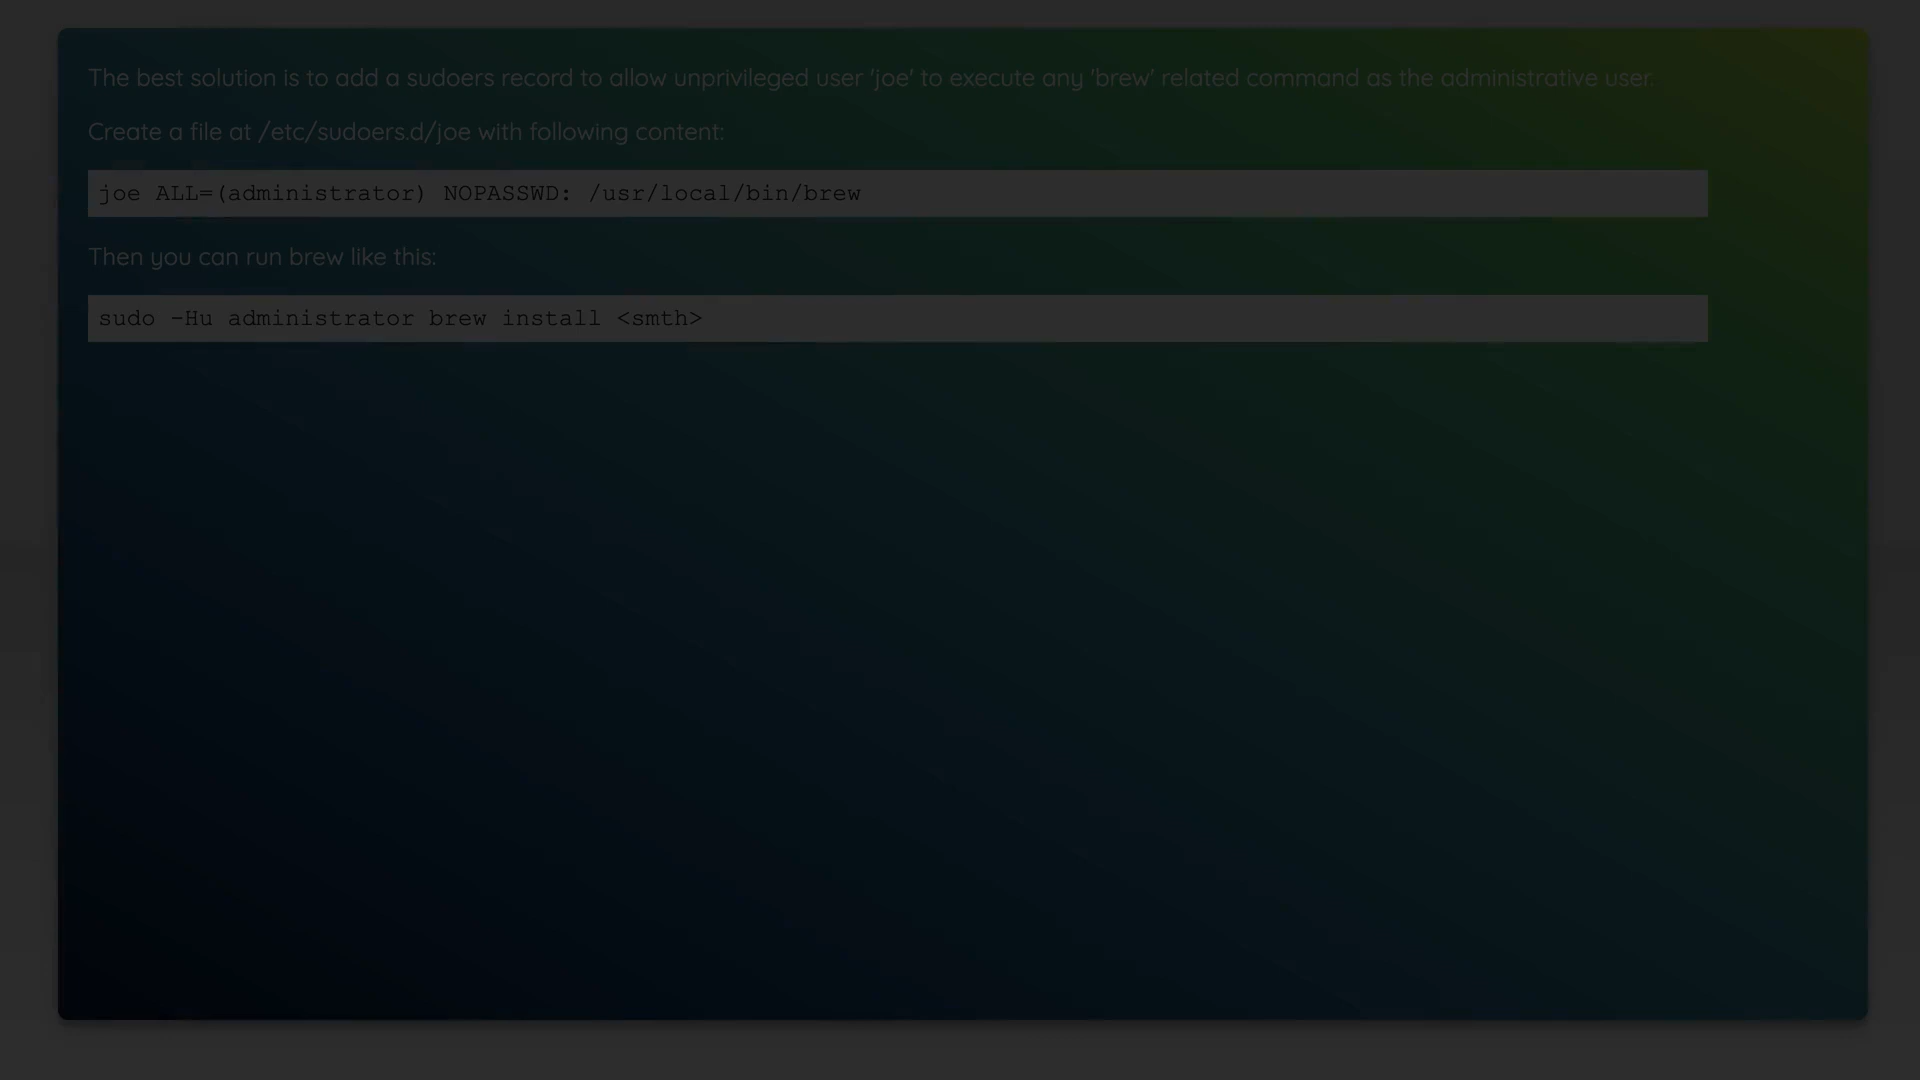 The best solution is to add a sudoers record to allow unprivileged user 'joe' to execute any 'brew' related command as the administrative user.
Create a file at /etc/sudoers.d/joe with following content:
joe ALL=(administrator) NOPASSWD: /usr/local/bin/brew
Then you can run brew like this:
sudo -Hu administrator brew install <smth>